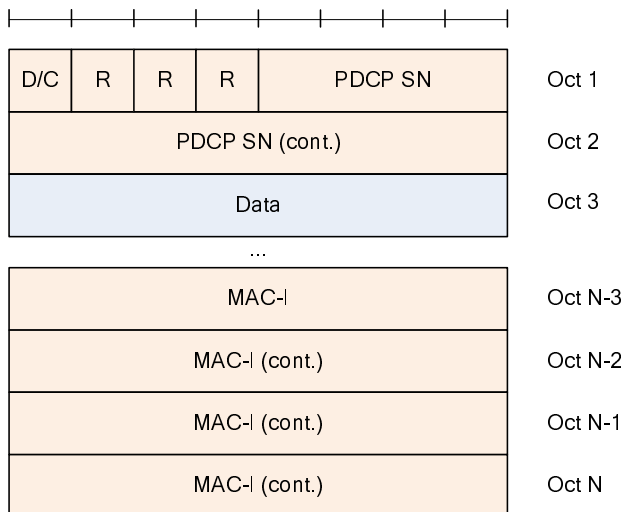 D/C R R R PDCP SN Oct 1
PDCP SN (cont.) Oct 2
Data Oct 3
...
MAC-I Oct N-3
MAC-I (cont.) Oct N-2
MAC-I (cont.) Oct N-1
MAC-I (cont.) Oct N